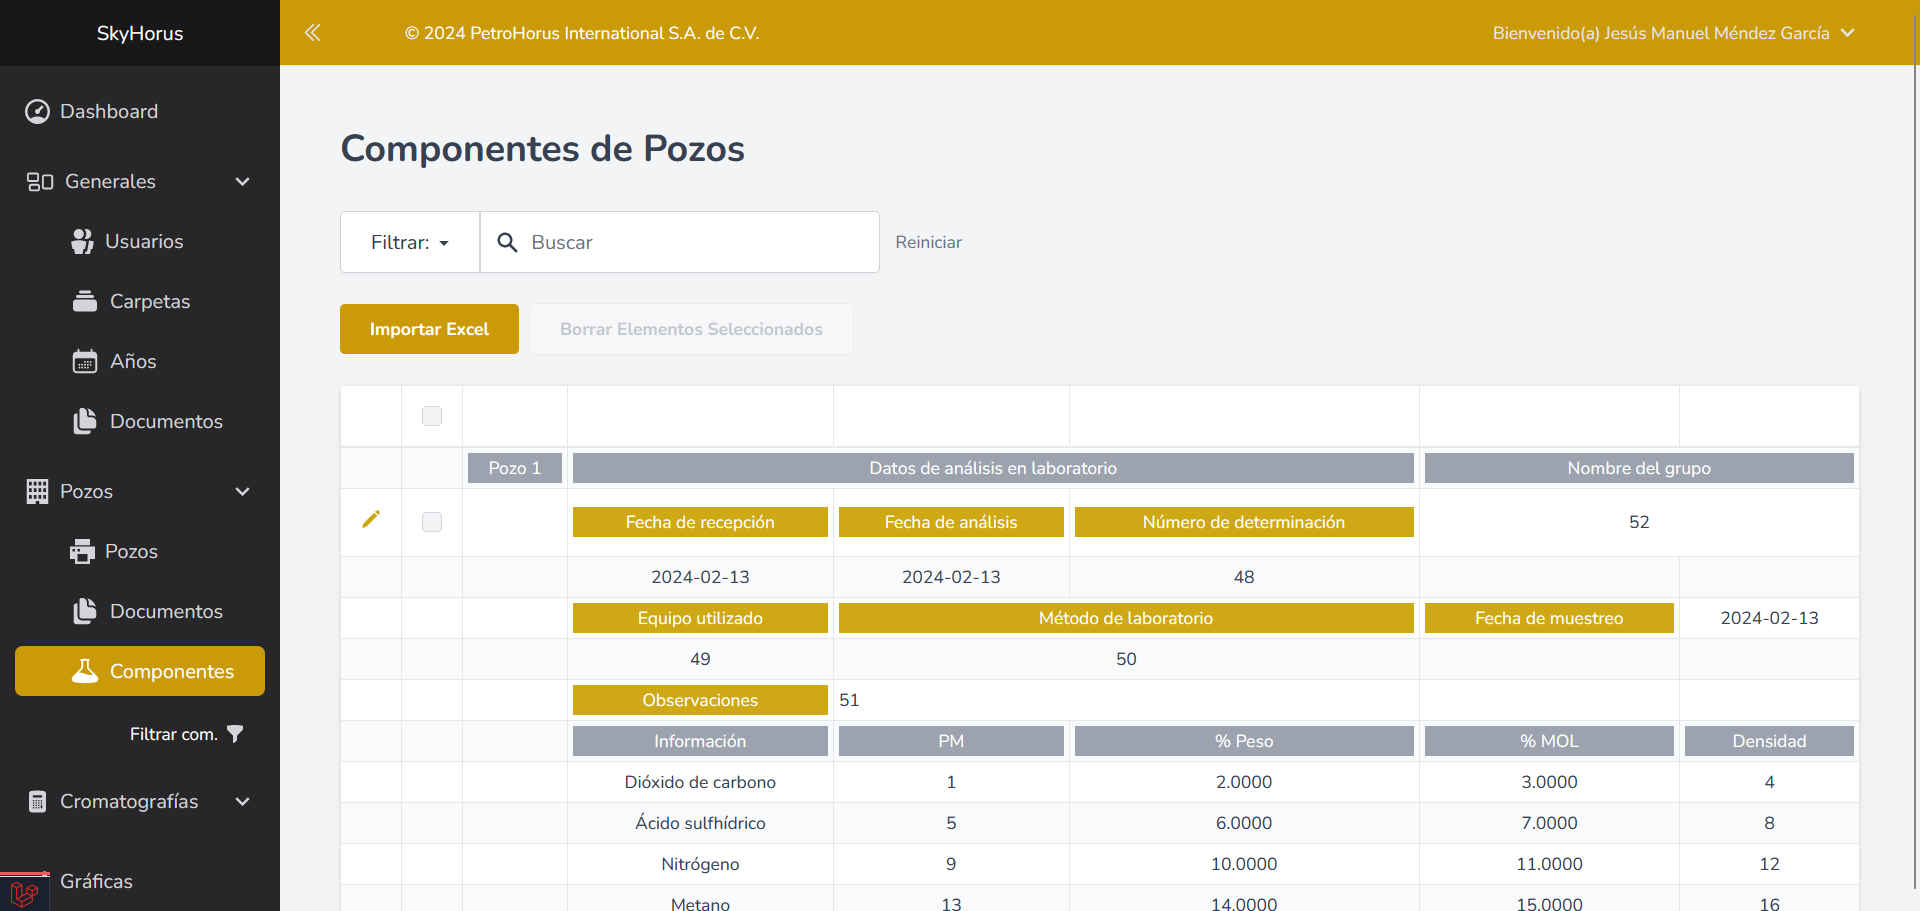 SkyHorus
© 2024 PetroHorus International S.A. de C.V.
Bienvenido(a) Jesús Manuel Méndez García
Dashboard
Generales
Usuarios
Carpetas
Años
Documentos
Pozos
Pozos
Documentos
Componentes
Filtrar com.
Cromatografías
Gráficas
Componentes de Pozos
Filtrar:
Buscar
Reiniciar
Importar Excel
Borrar Elementos Seleccionados
Pozo 1 Datos de análisis en laboratorio Nombre del grupo
Fecha de recepción Fecha de análisis Número de determinación 52
2024-02-13 2024-02-13 48
Equipo utilizado Método de laboratorio Fecha de muestreo 2024-02-13
49 50
Observaciones 51
Información PM % Peso % MOL Densidad
Dióxido de carbono 1 2.0000 3.0000 4
Ácido sulfhídrico 5 6.0000 7.0000 8
Nitrógeno 9 10.0000 11.0000 12
Metano 13 14.0000 15.0000 16